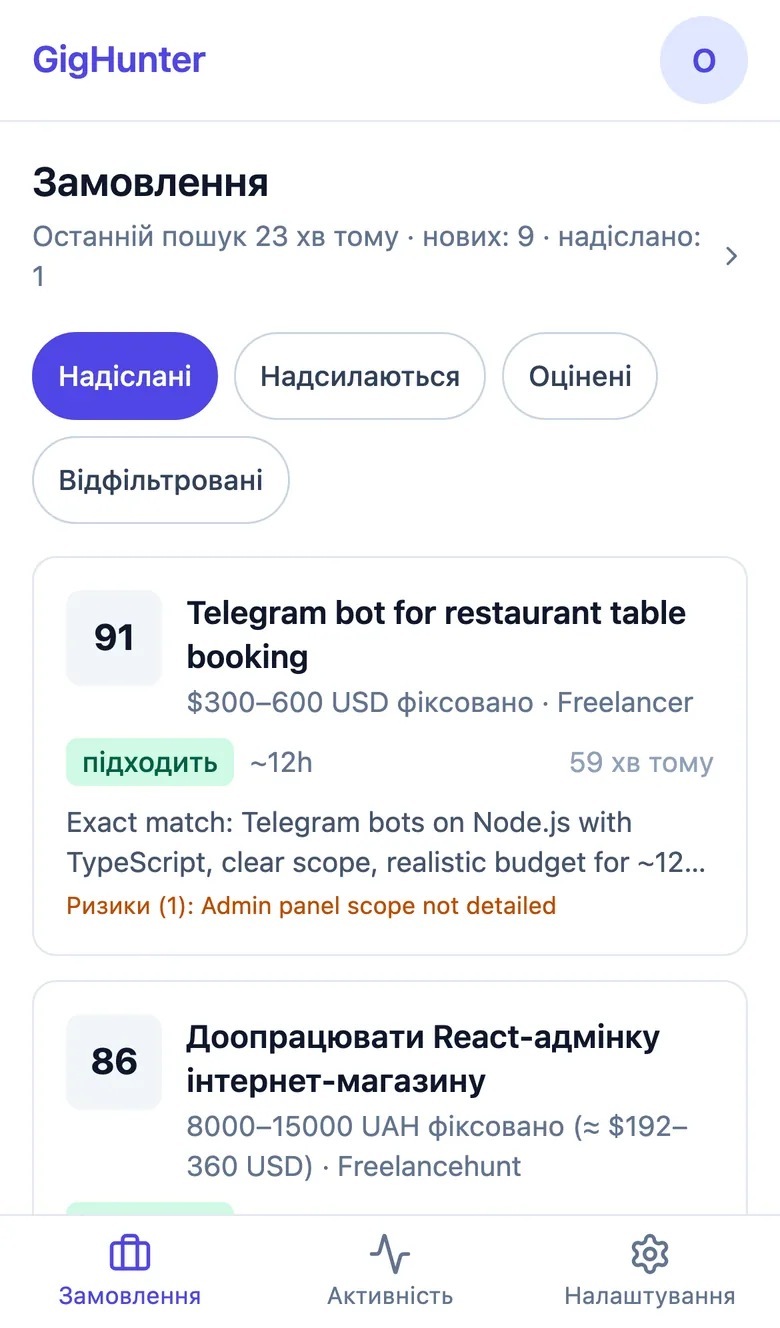 GigHunter
O
Замовлення
Останній пошук 23 хв тому · нових: 9 · надіслано:
1
Надіслані
Надсилаються
Оцінені
Відфільтровані
91
Telegram bot for restaurant table
booking
$300–600 USD фіксовано · Freelancer
підходить
~12h
59 хв тому
Exact match: Telegram bots on Node.js with
TypeScript, clear scope, realistic budget for ~12...
Ризики (1): Admin panel scope not detailed
86
Доопрацювати React-адмінку
інтернет-магазину
8000–15000 UAH фіксовано (≈ $192–
360 USD) · Freelancehunt
Замовлення
Активність
Налаштування